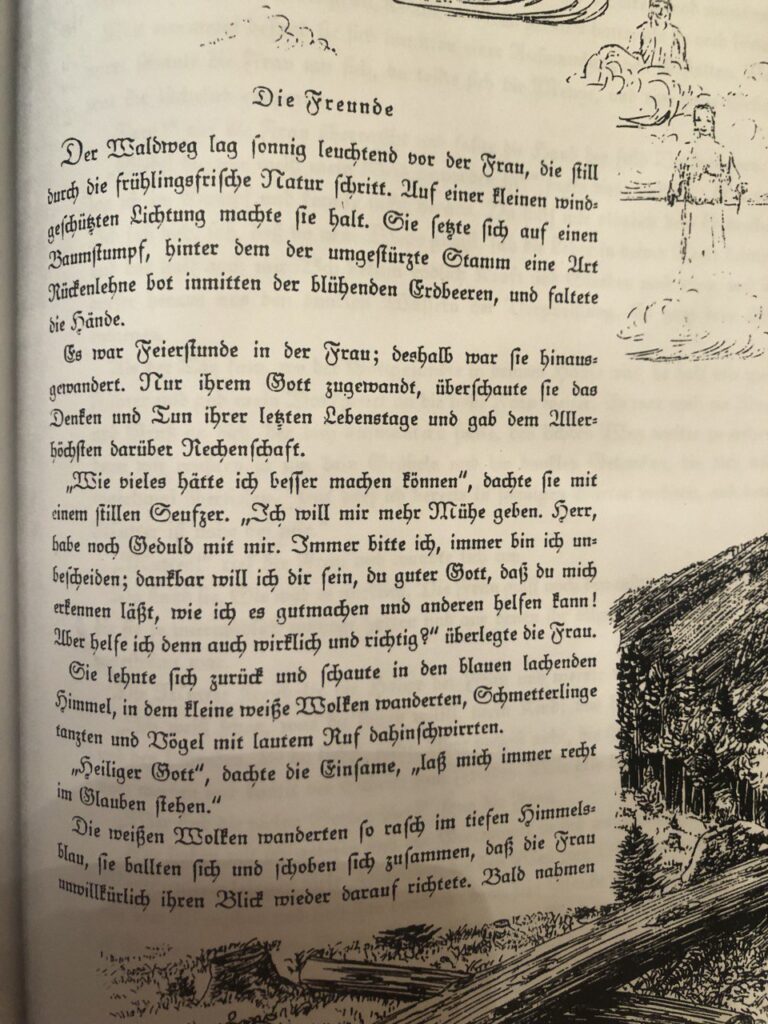 Die Freunde
Der Waldweg lag sonnig leuchtend vor der Frau, die still
durch die frühlingsfrische Natur schritt. Auf einer kleinen wind-
geschützten Lichtung machte sie halt. Sie setzte sich auf einen
Baumstumpf, hinter dem der umgestürzte Stamm eine Art
Rückenlehne bot inmitten der blühenden Erdbeeren, und faltete
die Hände.
Es war Feierstunde in der Frau; deshalb war sie hinaus-
gewandert. Nur ihrem Gott zugewandt, überschaute sie das
Denken und Tun ihrer letzten Lebenstage und gab dem Aller-
höchsten darüber Rechenschaft.
„Wie vieles hätte ich besser machen können“, dachte sie mit
einem stillen Seufzer. „Ich will mir mehr Mühe geben. Herr,
habe noch Geduld mit mir. Immer bitte ich, immer bin ich un-
bescheiden; dankbar will ich dir sein, du guter Gott, daß du mich
erkennen läßt, wie ich es gutmachen und anderen helfen kann!
Aber helfe ich denn auch wirklich und richtig?“ überlegte die Frau.
Sie lehnte sich zurück und schaute in den blauen lachenden
Himmel, in dem kleine weiße Wolken wanderten, Schmetterlinge
tanzten und Vögel mit lautem Ruf dahinschwirrten.
„Heiliger Gott“, dachte die Einsame, „laß mich immer recht
im Glauben stehen.“
Die weißen Wolken wanderten so rasch im tiefen Himmels-
blau, sie ballten sich und schoben sich zusammen, daß die Frau
unwillkürlich ihren Blick wieder darauf richtete. Bald nahmen